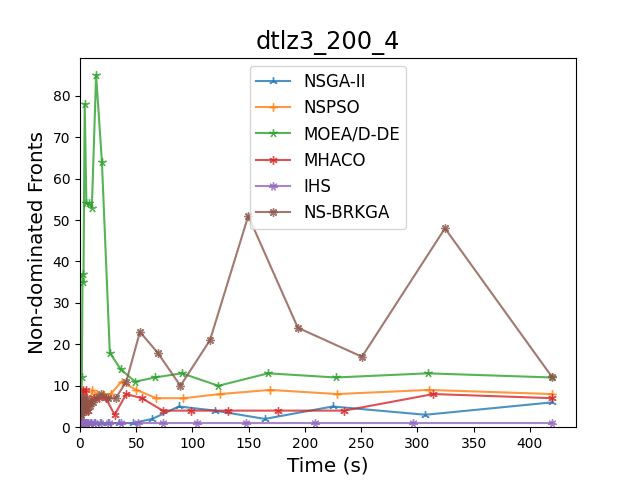 dtlz3_200_4
Non-dominated Fronts
80
70
60
50
40
30
20
10
0
NSGA-II
NSPSO
MOEA/D-DE
MHACO
IHS
NS-BRKGA
0 50 100 150 200 250 300 350 400
Time (s)